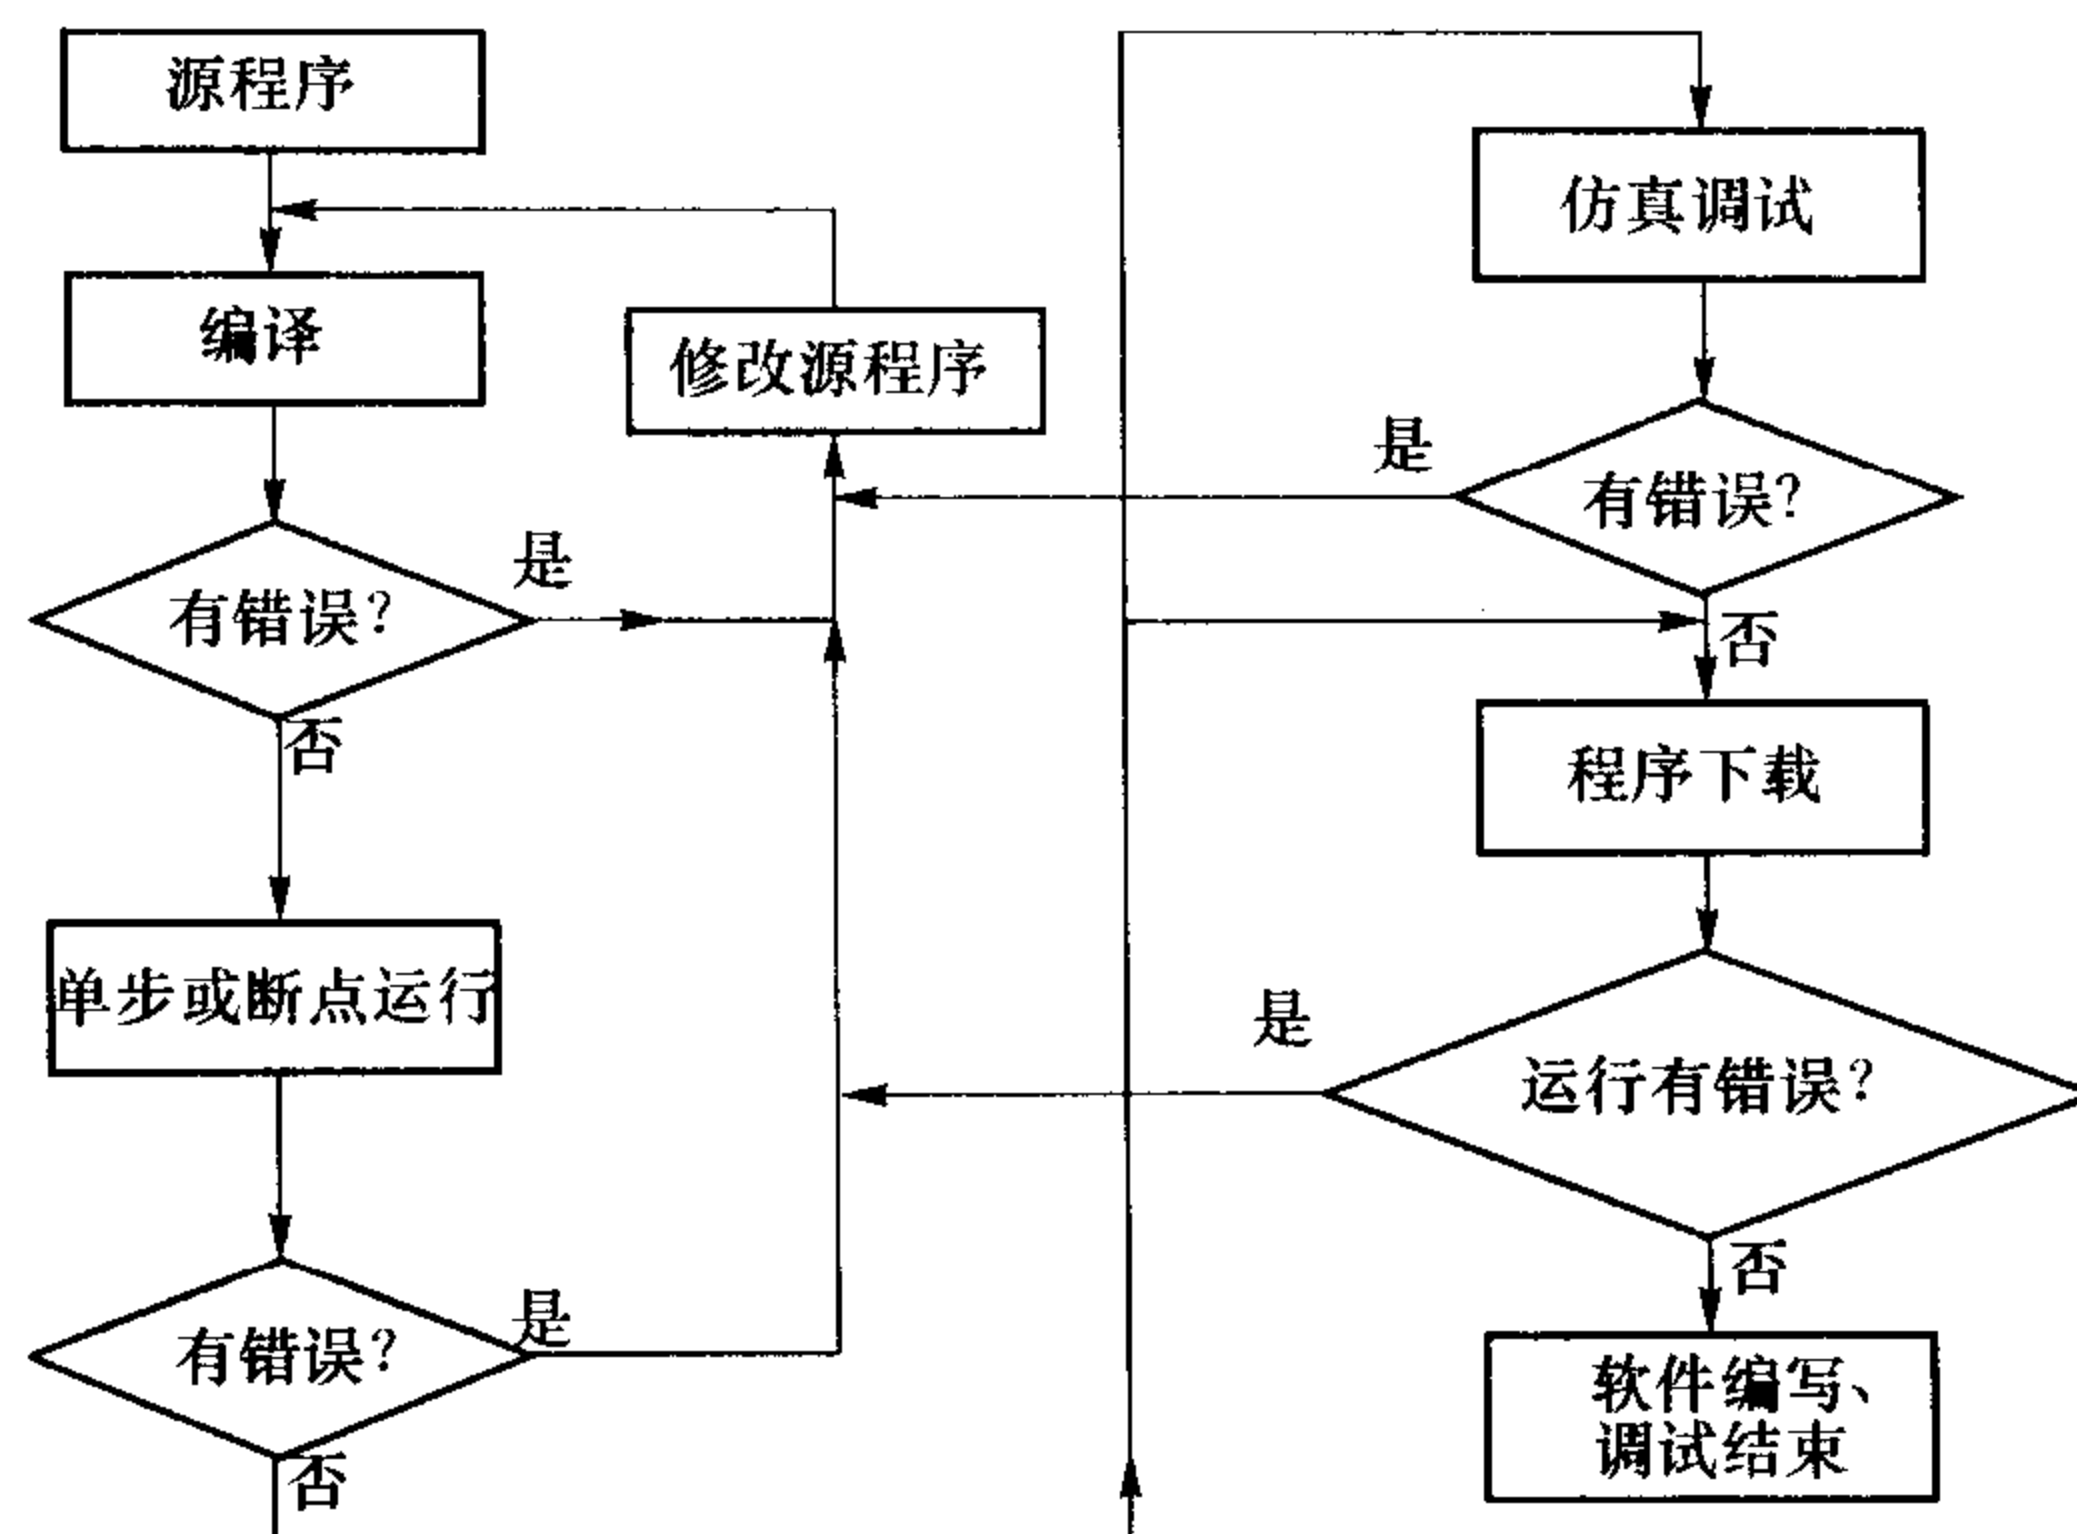 源程序
编译
修改源程序
有错误?
是
否
单步或断点运行
有错误?
是
否
仿真调试
是
有错误?
否
程序下载
是
运行有错误?
否
软件编写、
调试结束